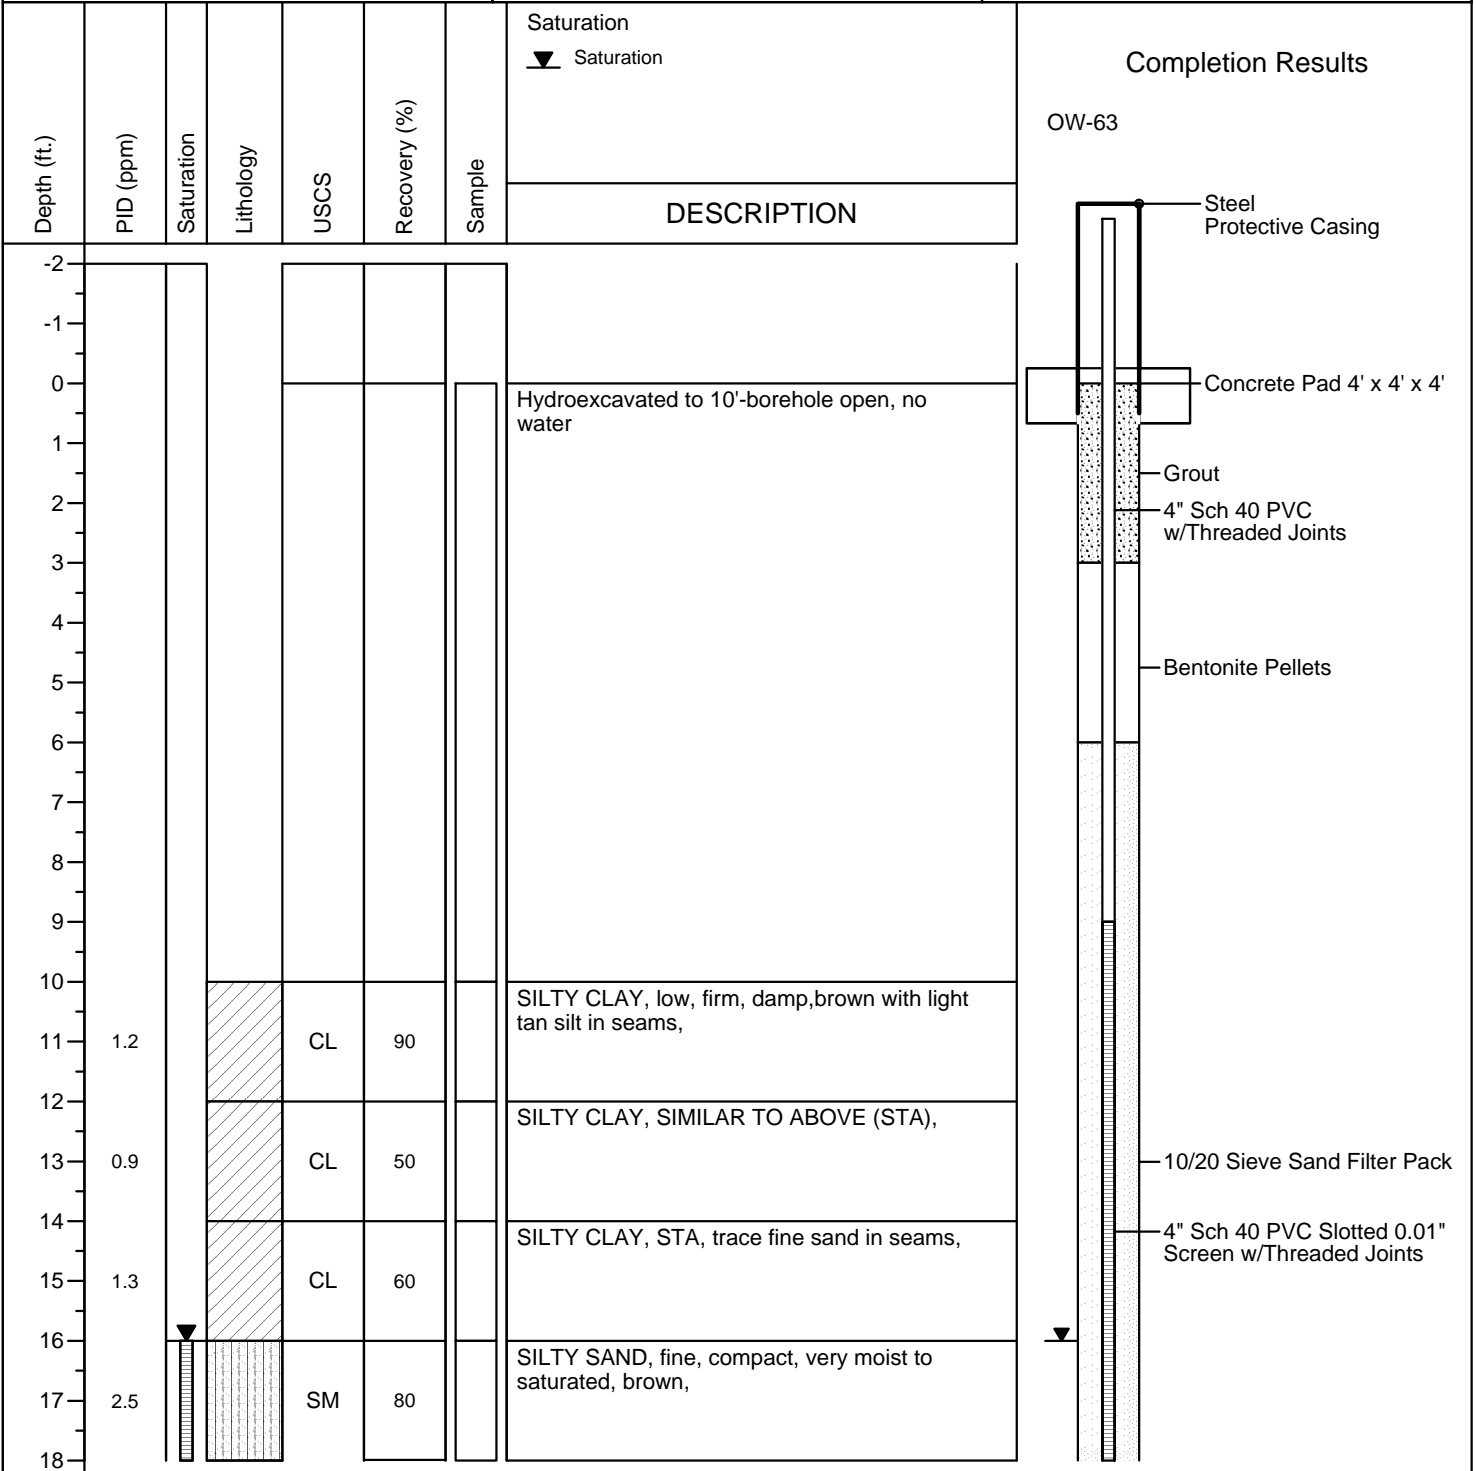 Saturation
Saturation
Completion Results
OW-63
Depth (ft.)
PID (ppm)
Saturation
Lithology
USCS
Recovery (%)
Sample
DESCRIPTION
Steel
Protective Casing
-2
-1
0
Hydroexcavated to 10'-borehole open, no
water
Concrete Pad 4' x 4' x 4'
1
Grout
2
4" Sch 40 PVC
w/Threaded Joints
3
4
Bentonite Pellets
5
6
7
8
9
10
SILTY CLAY, low, firm, damp,brown with light
tan silt in seams,
11 1.2 CL 90
12
SILTY CLAY, SIMILAR TO ABOVE (STA),
13 0.9 CL 50
10/20 Sieve Sand Filter Pack
14
SILTY CLAY, STA, trace fine sand in seams,
4" Sch 40 PVC Slotted 0.01"
Screen w/Threaded Joints
15 1.3 CL 60
16
SILTY SAND, fine, compact, very moist to
saturated, brown,
17 2.5 SM 80
18